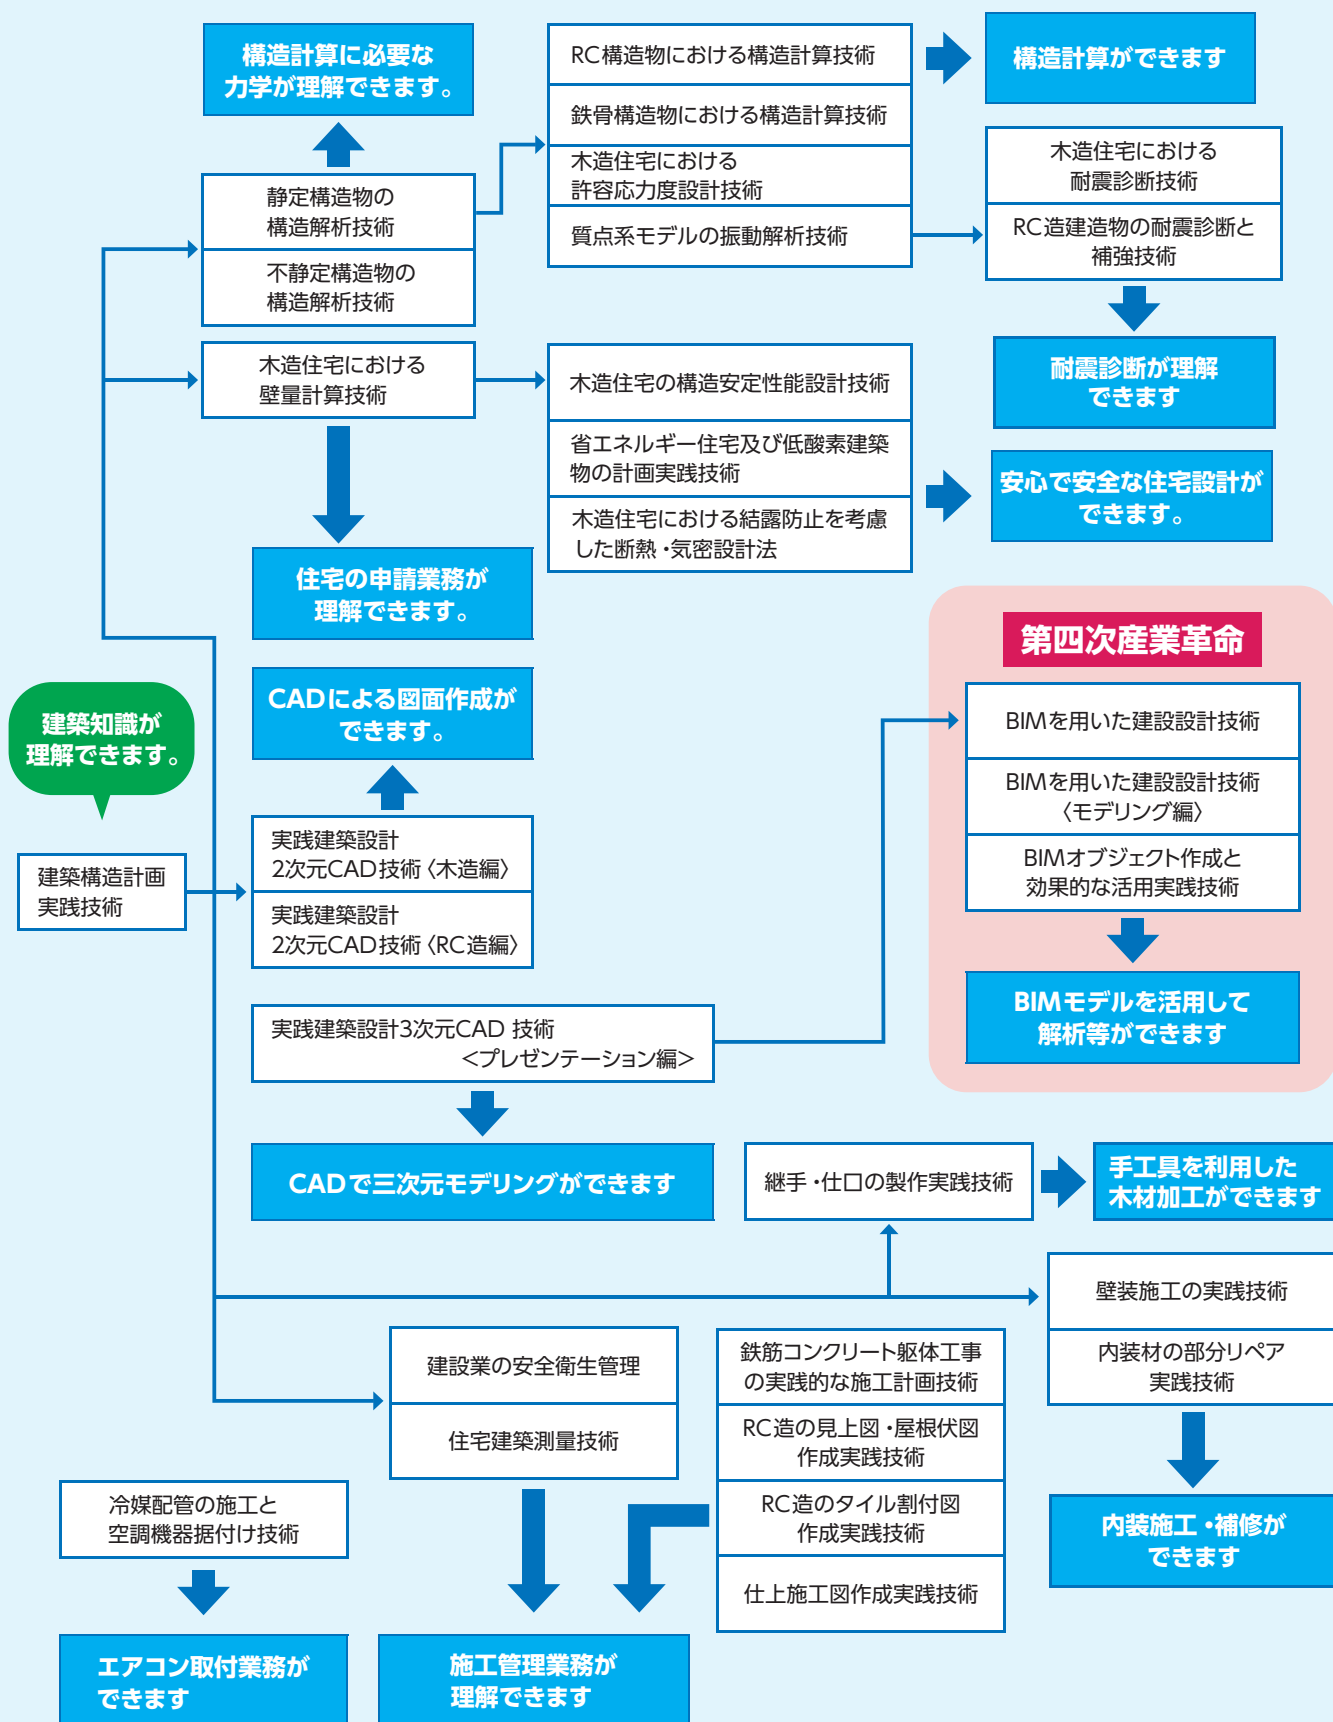 構造計算に必要な
力学が理解できます。
RC構造物における構造計算技術
鉄骨構造物における構造計算技術
木造住宅における
許容応力度設計技術
質点系モデルの振動解析技術
構造計算ができます
木造住宅における
耐震診断技術
RC造建造物の耐震診断と
補強技術
静定構造物の
構造解析技術
不静定構造物の
構造解析技術
耐震診断が理解
できます
木造住宅における
壁量計算技術
木造住宅の構造安定性能設計技術
省エネルギー住宅及び低酸素建築
物の計画実践技術
木造住宅における結露防止を考慮
した断熱・気密設計法
安心で安全な住宅設計が
できます。
住宅の申請業務が
理解できます。
第四次産業革命
BIMを用いた建設設計技術
BIMを用いた建設設計技術
〈モデリング編〉
BIMオブジェクト作成と
効果的な活用実践技術
BIMモデルを活用して
解析等ができます
CADによる図面作成が
できます。
建築知識が
理解できます。
建築構造計画
実践技術
実践建築設計
2次元CAD技術〈木造編〉
実践建築設計
2次元CAD技術〈RC造編〉
実践建築設計3次元CAD 技術
<プレゼンテーション編>
CADで三次元モデリングができます
継手・仕口の製作実践技術
手工具を利用した
木材加工ができます
壁装施工の実践技術
内装材の部分リペア
実践技術
内装施工・補修が
できます
建設業の安全衛生管理
住宅建築測量技術
鉄筋コンクリート躯体工事
の実践的な施工計画技術
RC造の見上図・屋根伏図
作成実践技術
RC造のタイル割付図
作成実践技術
仕上施工図作成実践技術
冷媒配管の施工と
空調機器据付け技術
エアコン取付業務が
できます
施工管理業務が
理解できます